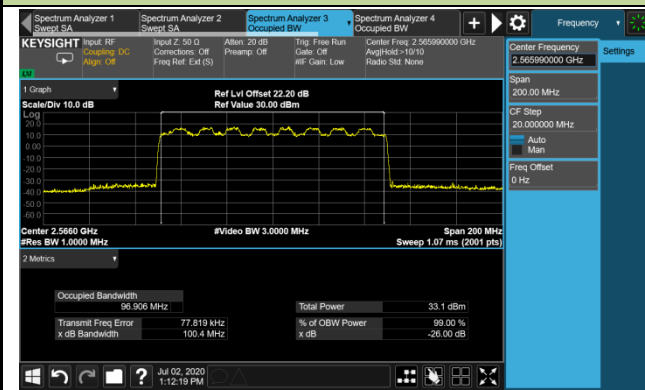 Spectrum Analyzer 1
Swept SA
Spectrum Analyzer 2
Swept SA
Spectrum Analyzer 3
Occupied BW
Spectrum Analyzer 4
Occupied BW
Frequency
KEYSIGHT
Input: RF
Coupling: DC
Align: Off
Input Z: 50 Ω
Corrections: Off
Freq Ref: Ext (S)
Atten: 20 dB
Preamp: Off
Trig: Free Run
Gate: Off
#IF Gain: Low
Center Freq: 2.565990000 GHz
Avg|Hold:>10/10
Radio Std: None
Center Frequency
2.565990000 GHz
Settings
Span
200.00 MHz
CF Step
20.000000 MHz
Auto
Man
Freq Offset
0 Hz
1 Graph
Scale/Div 10.0 dB
Ref Lvl Offset 22.20 dB
Ref Value 30.00 dBm
Log
20.0
10.0
0.00
-10.0
-20.0
-30.0
-40.0
-50.0
-60.0
Center 2.5660 GHz
#Res BW 1.0000 MHz
#Video BW 3.0000 MHz
Span 200 MHz
Sweep 1.07 ms (2001 pts)
2 Metrics
Occupied Bandwidth
96.906 MHz
Total Power 33.1 dBm
Transmit Freq Error 77.819 kHz
% of OBW Power 99.00 %
x dB Bandwidth 100.4 MHz
x dB -26.00 dB
?
Jul 02, 2020
1:12:19 PM